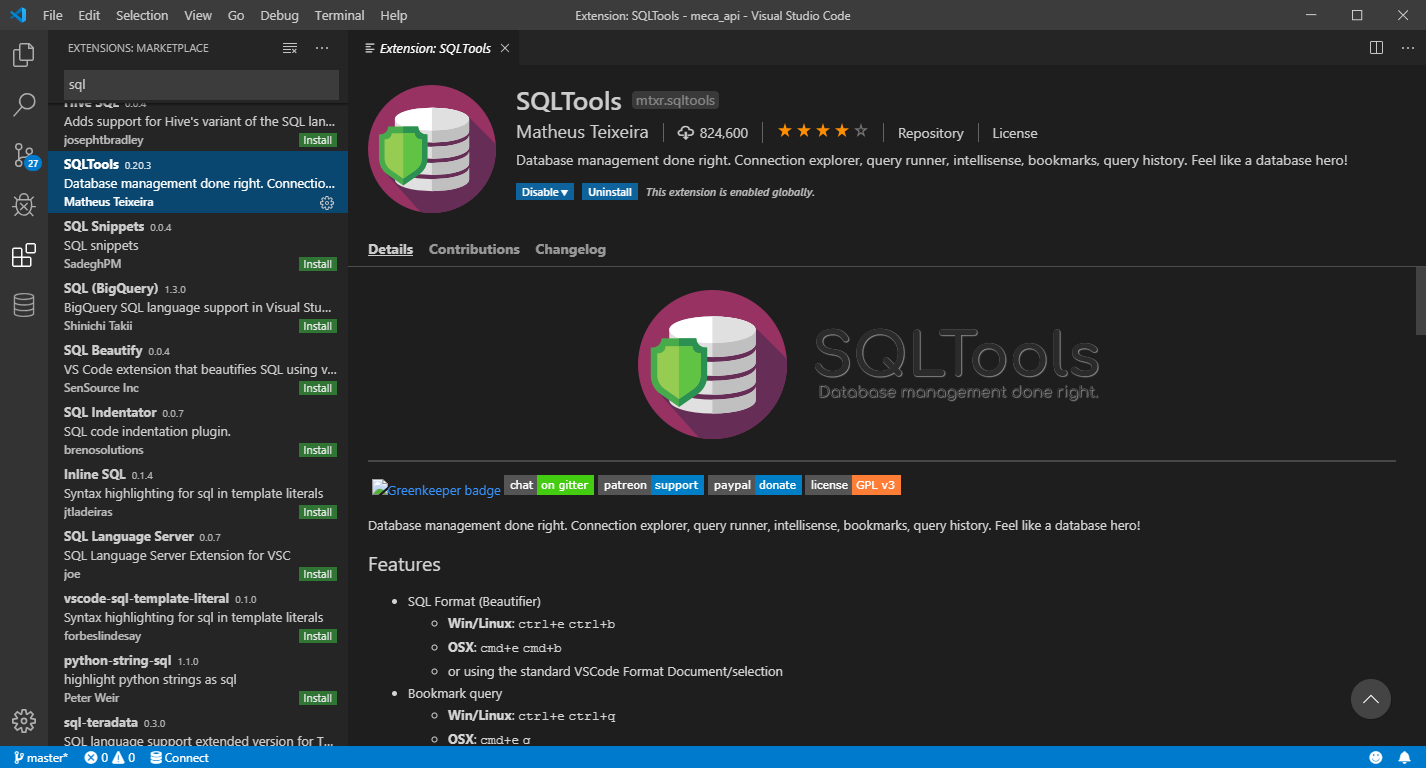 File Edit Selection View Go Debug Terminal Help
Extension: SQLTools - meca_api - Visual Studio Code
EXTENSIONS: MARKETPLACE
sql
27
Hive SQL 0.0.4
Adds support for Hive's variant of the SQL lan...
josephtbradley Install
SQLTools 0.20.3
Database management done right. Connectio...
Matheus Teixeira
SQL Snippets 0.0.4
SQL snippets
SadeghPM Install
SQL (BigQuery) 1.3.0
BigQuery SQL language support in Visual Stu...
Shinichi Takii Install
SQL Beautify 0.0.4
VS Code extension that beautifies SQL using v...
SenSource Inc Install
SQL Indentator 0.0.7
SQL code indentation plugin.
brenosolutions Install
Inline SQL 0.1.4
Syntax highlighting for sql in template literals
jtladeiras Install
SQL Language Server 0.0.7
SQL Language Server Extension for VSC
joe Install
vscode-sql-template-literal 0.1.0
Syntax highlighting for sql in template literals
forbeslindesay Install
python-string-sql 1.1.0
highlight python strings as sql
Peter Weir Install
sql-teradata 0.3.0
SQL language support extended version for T...
Extension: SQLTools
SQLTools mtxr.sqltools
Matheus Teixeira 824,600 Repository License
Database management done right. Connection explorer, query runner, intellisense, bookmarks, query history. Feel like a database hero!
Disable Uninstall This extension is enabled globally.
Details Contributions Changelog
SQLTools
Database management done right.
Greenkeeper badge chat on gitter patreon support paypal donate license GPL v3
Database management done right. Connection explorer, query runner, intellisense, bookmarks, query history. Feel like a database hero!
Features
• SQL Format (Beautifier)
◦ Win/Linux: ctrl+e ctrl+b
◦ OSX: cmd+e cmd+b
◦ or using the standard VSCode Format Document/selection
• Bookmark query
◦ Win/Linux: ctrl+e ctrl+q
◦ OSX: cmd+e q
master* 0 0 Connect